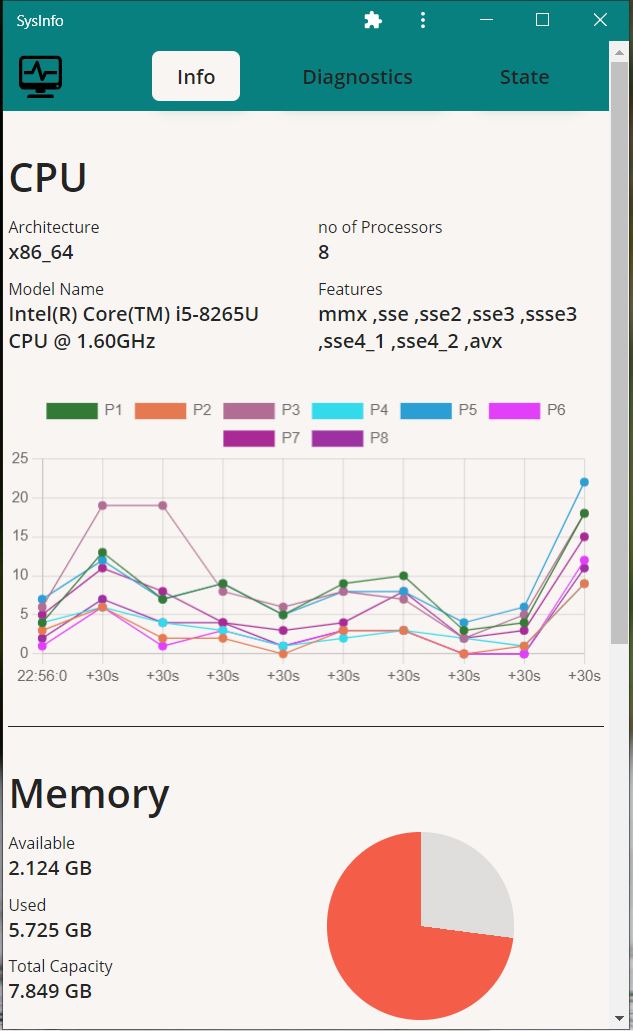 SysInfo
Info Diagnostics State
CPU
Architecture no of Processors
x86_64 8
Model Name Features
Intel(R) Core(TM) i5-8265U mmx ,sse ,sse2 ,sse3 ,ssse3
CPU @ 1.60GHz ,sse4_1 ,sse4_2 ,avx
P1 P2 P3 P4 P5 P6
P7 P8
25
20
15
10
5
0
22:56:0 +30s +30s +30s +30s +30s +30s +30s +30s +30s
Memory
Available
2.124 GB
Used
5.725 GB
Total Capacity
7.849 GB